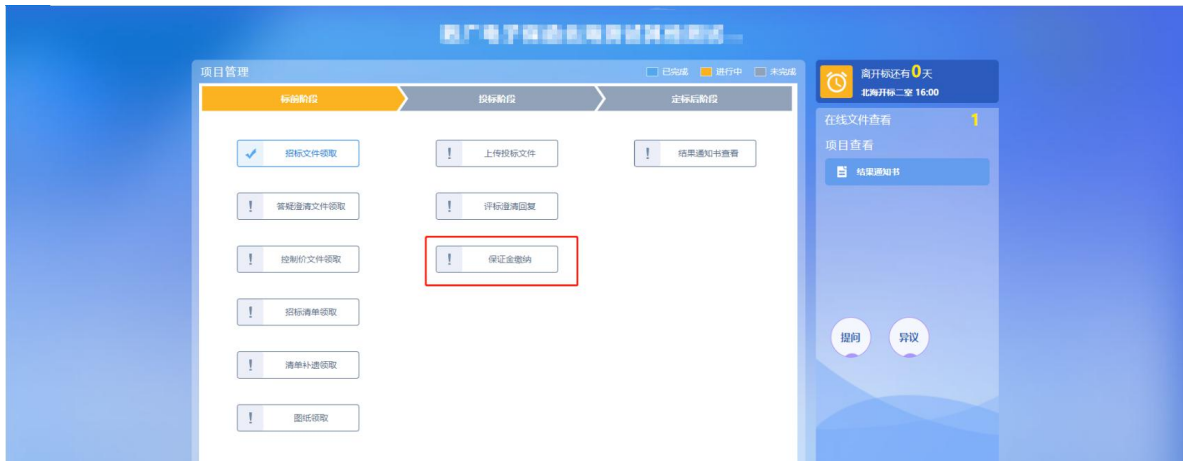 项目管理
已完成 进行中 未完成
标前阶段 投标阶段 定标后阶段
招标文件领取
答疑澄清文件领取
控制价文件领取
招标清单领取
清单补遗领取
图纸领取
! 上传投标文件
! 评标澄清回复
! 保证金缴纳
! 结果通知书查看
离开标还有0天
北海开标二室 16:00
在线文件查看 1
项目查看
结果通知书
提问 异议